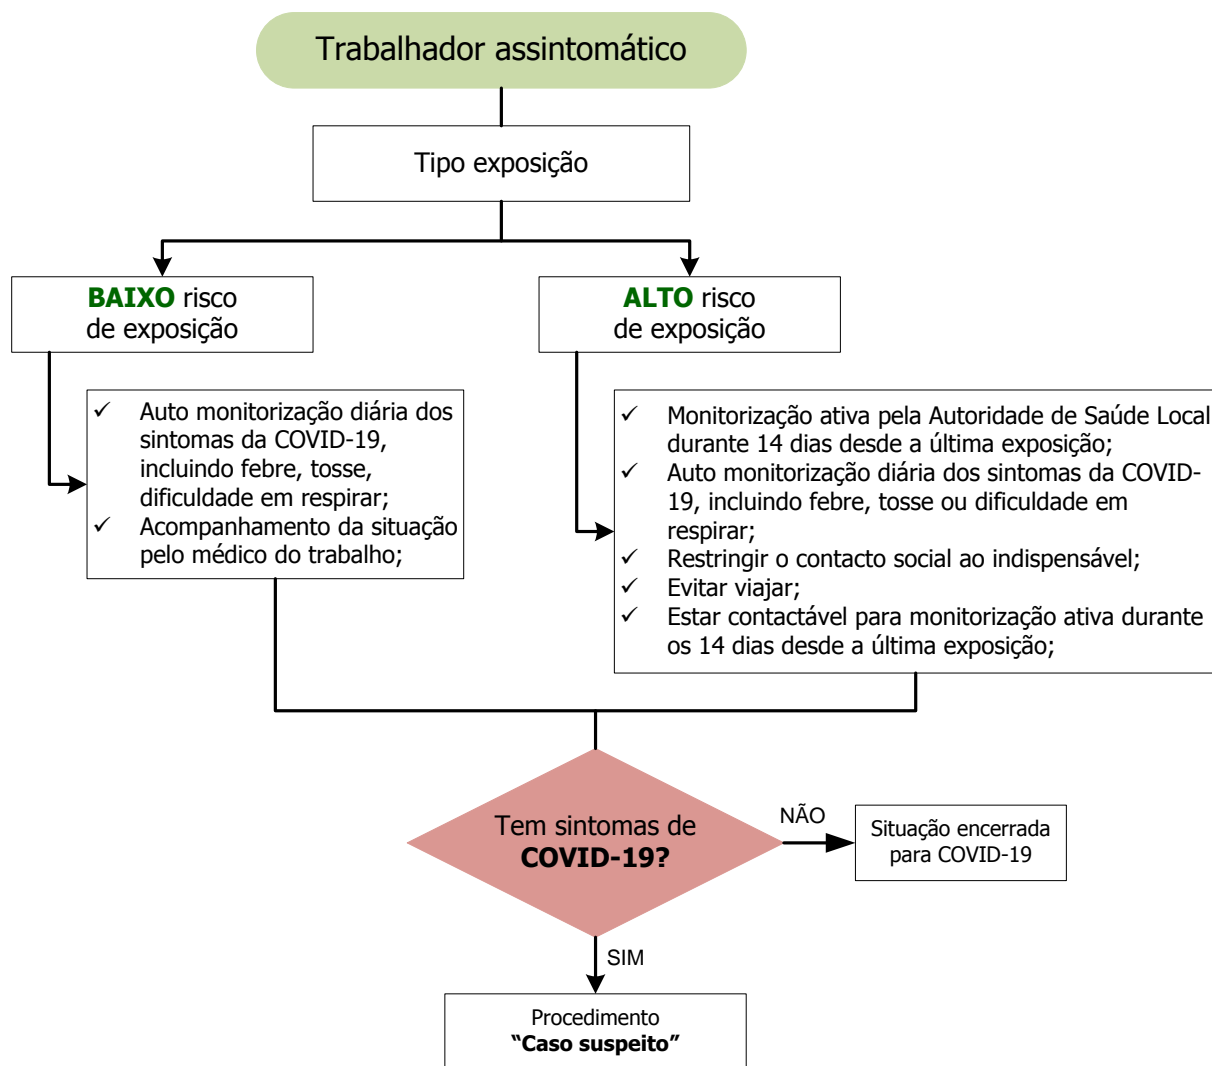 Trabalhador assintomático
Tipo exposição
BAIXO risco
de exposição
ALTO risco
de exposição
✓ Auto monitorização diária dos
sintomas da COVID-19,
incluindo febre, tosse,
dificuldade em respirar;
✓ Acompanhamento da situação
pelo médico do trabalho;
✓ Monitorização ativa pela Autoridade de Saúde Local
durante 14 dias desde a última exposição;
✓ Auto monitorização diária dos sintomas da COVID-
19, incluindo febre, tosse ou dificuldade em
respirar;
✓ Restringir o contacto social ao indispensável;
✓ Evitar viajar;
✓ Estar contactável para monitorização ativa durante
os 14 dias desde a última exposição;
Tem sintomas de
COVID-19?
NÃO
Situação encerrada
para COVID-19
SIM
Procedimento
“Caso suspeito”